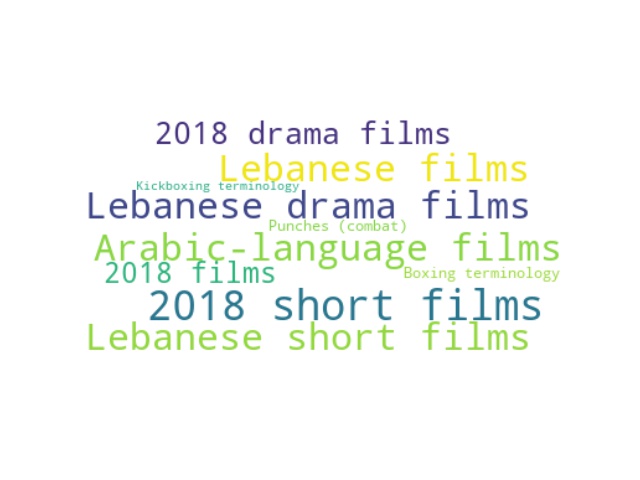 2018 drama films
Lebanese films
Kickboxing terminology
Lebanese drama films
Punches (combat)
Arabic-language films
2018 films
Boxing terminology
2018 short films
Lebanese short films